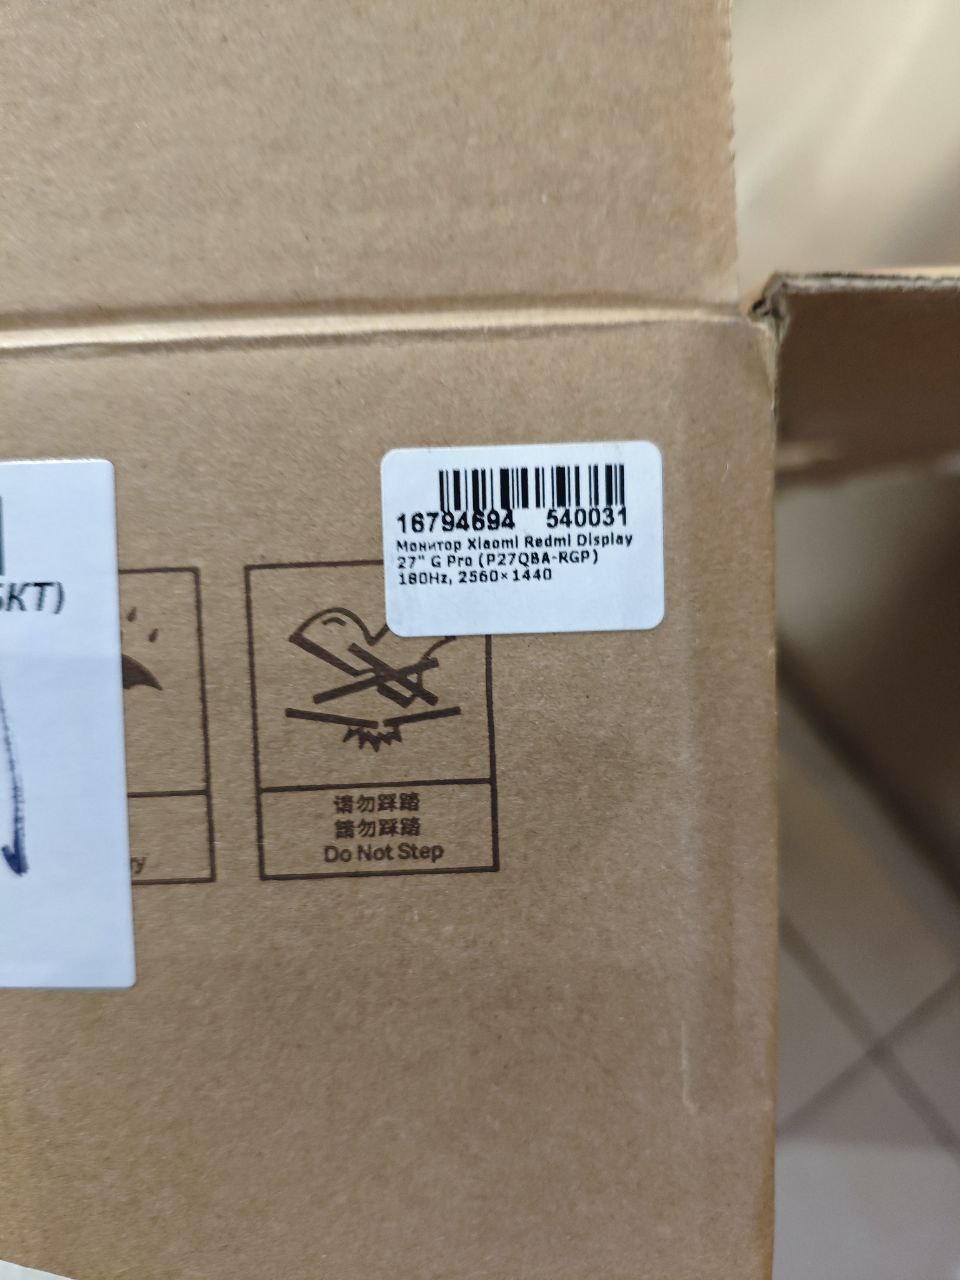 16794694 540031
Монитор Xiaomi Redmi Display
27" G Pro (P27QBA-RGP)
180Hz, 2560×1440
请勿踩踏
請勿踩踏
Do Not Step